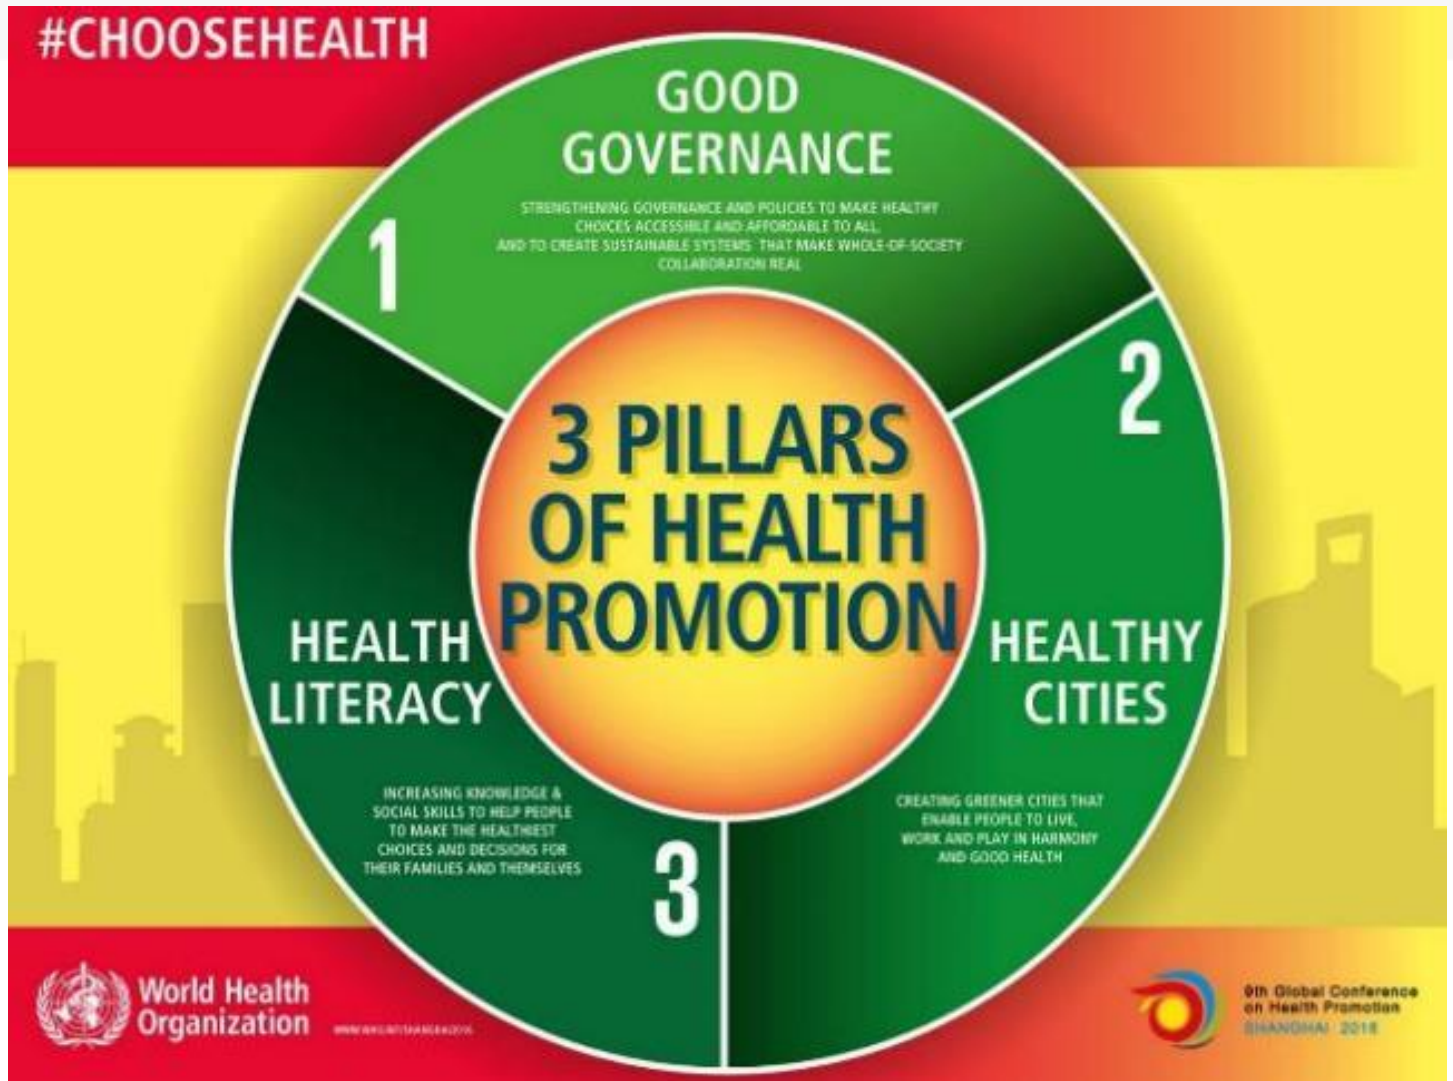 #CHOOSEHEALTH
GOOD
GOVERNANCE
STRENGTHENING GOVERNANCE AND POLICIES TO MAKE HEALTHY
CHOICES ACCESSIBLE AND AFFORDABLE TO ALL,
AND TO CREATE SUSTAINABLE SYSTEMS THAT MAKE WHOLE-OF-SOCIETY
COLLABORATION REAL
1
2
3 PILLARS
OF HEALTH
PROMOTION
HEALTHY
CITIES
CREATING GREENER CITIES THAT
ENABLE PEOPLE TO LIVE,
WORK AND PLAY IN HARMONY
AND GOOD HEALTH
HEALTH
LITERACY
INCREASING KNOWLEDGE &
SOCIAL SKILLS TO HELP PEOPLE
TO MAKE THE HEALTHIEST
CHOICES AND DECISIONS FOR
THEIR FAMILIES AND THEMSELVES
3
World Health
Organization
WWW.WHO.INT/SHANGHAI2016
9th Global Conference
on Health Promotion
SHANGHAI 2016